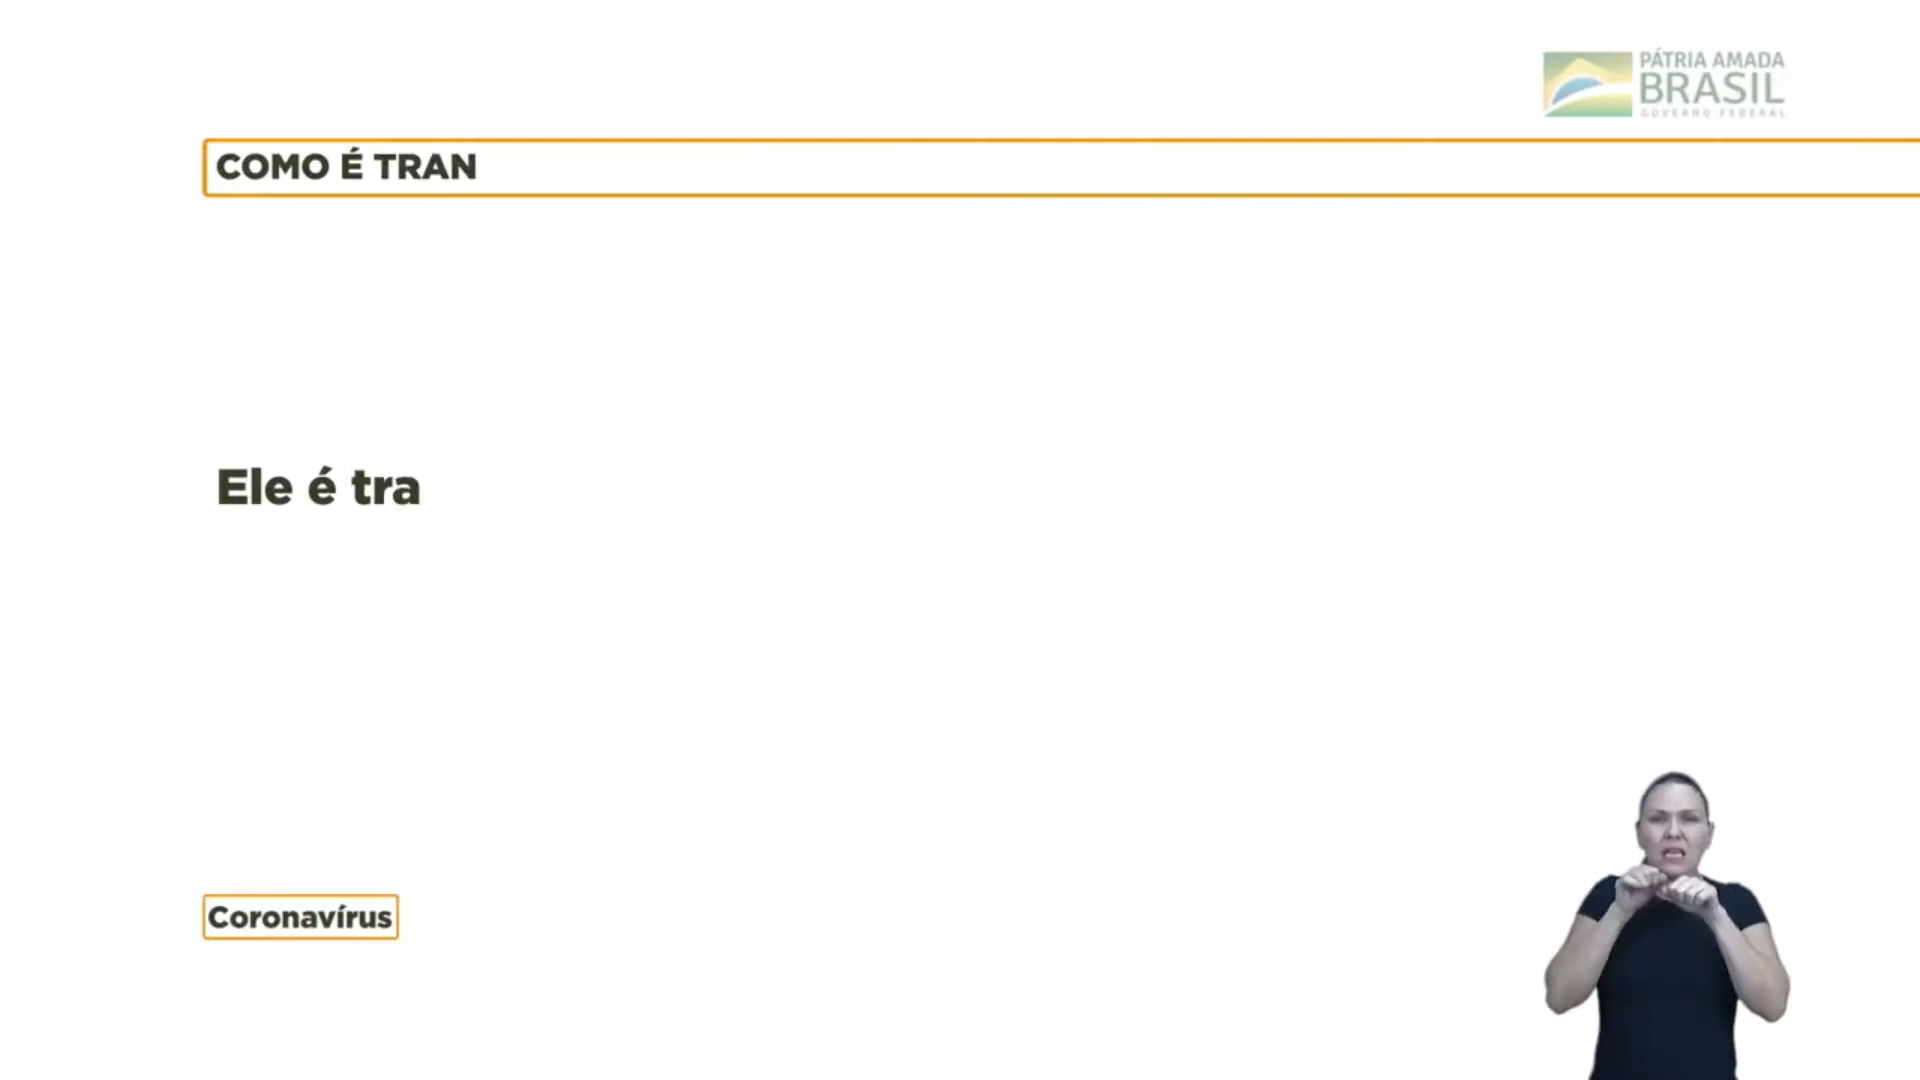 PÁTRIA AMADA
BRASIL
GOVERNO FEDERAL
COMO É TRAN
Ele é tra
Coronavírus